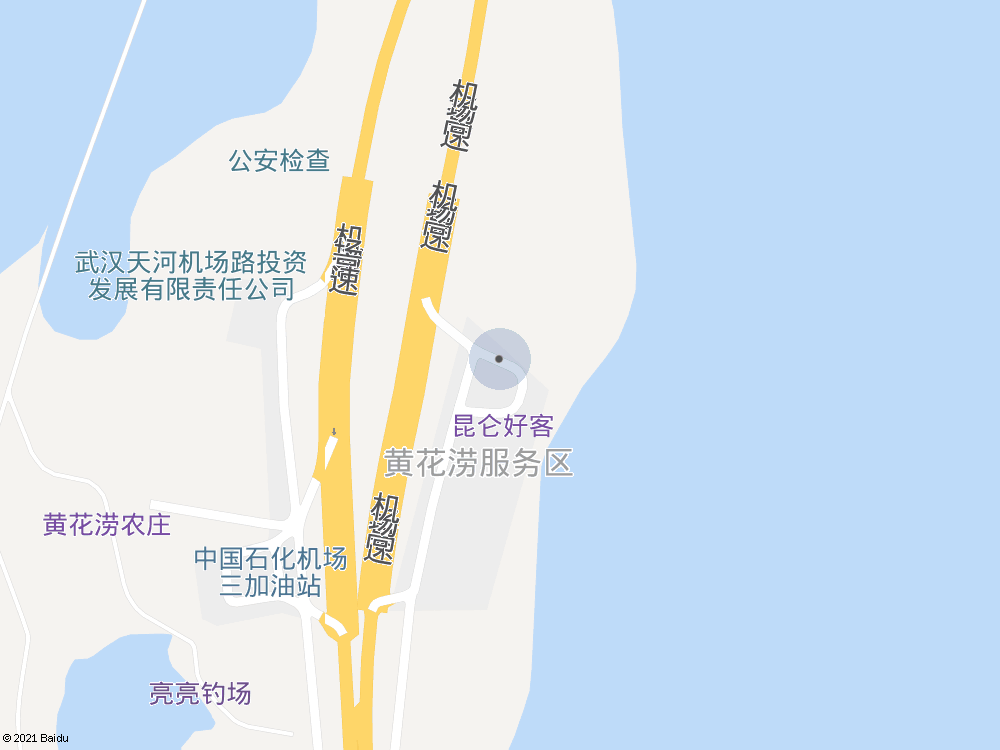 机场高速
公安检查
机场高速
机场高速
武汉天河机场路投资
发展有限责任公司
昆仑好客
黄花涝服务区
机场高速
黄花涝农庄
中国石化机场
三加油站
亮亮钓场
© 2021 Baidu